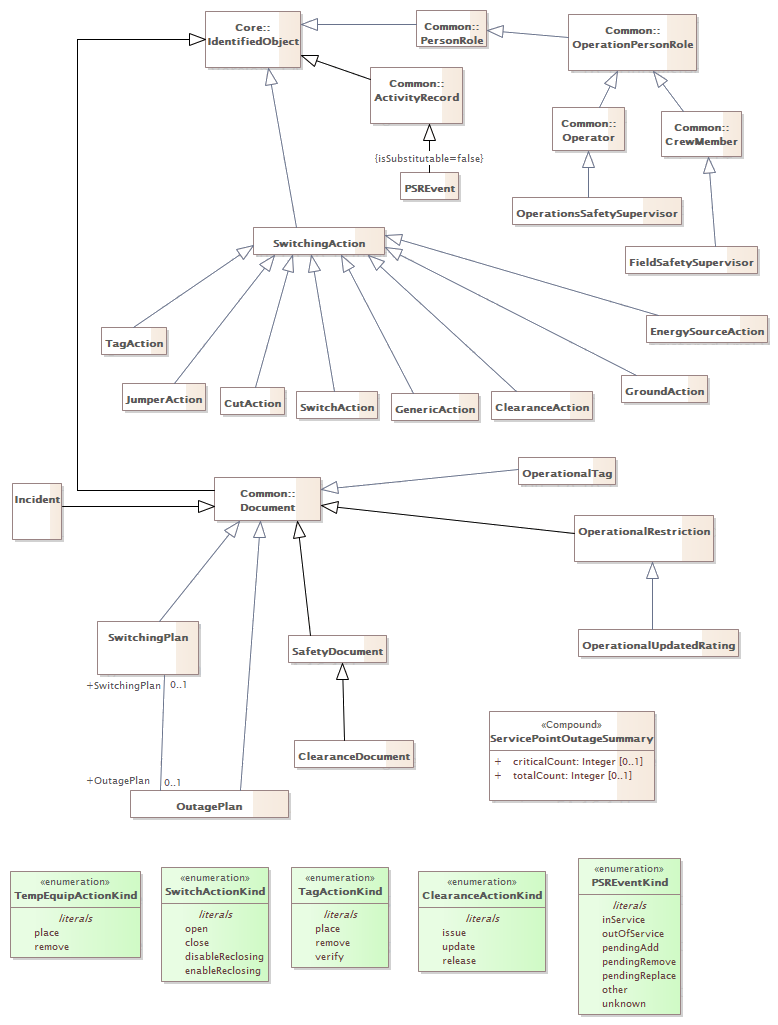 Core::
IdentifiedObject
Common::
PersonRole
Common::
OperationPersonRole
Common::
ActivityRecord
Common::
Operator
Common::
CrewMember
{isSubstitutable=false}
PSREvent
OperationsSafetySupervisor
SwitchingAction
FieldSafetySupervisor
TagAction
EnergySourceAction
JumperAction
CutAction
SwitchAction
GenericAction
ClearanceAction
GroundAction
Incident
Common::
Document
OperationalTag
OperationalRestriction
SwitchingPlan
SafetyDocument
OperationalUpdatedRating
+SwitchingPlan 0..1
ClearanceDocument
«Compound»
ServicePointOutageSummary
+ criticalCount: Integer [0..1]
+ totalCount: Integer [0..1]
+OutagePlan 0..1
OutagePlan
«enumeration»
TempEquipActionKind
literals
place
remove
«enumeration»
SwitchActionKind
literals
open
close
disableReclosing
enableReclosing
«enumeration»
TagActionKind
literals
place
remove
verify
«enumeration»
ClearanceActionKind
literals
issue
update
release
«enumeration»
PSREventKind
literals
inService
outOfService
pendingAdd
pendingRemove
pendingReplace
other
unknown